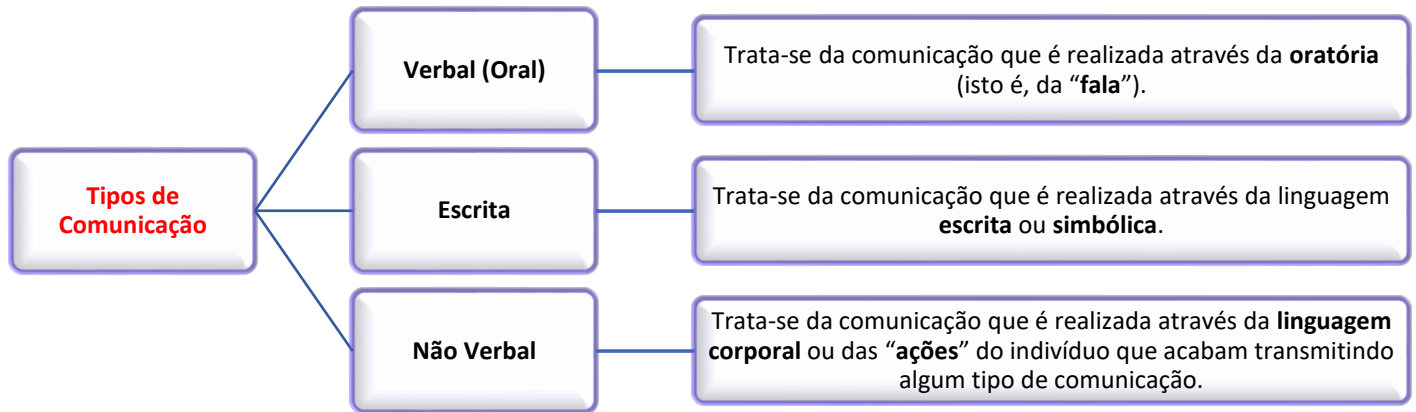 Verbal (Oral)
Trata-se da comunicação que é realizada através da oratória
(isto é, da “fala”).
Tipos de
Comunicação
Escrita
Trata-se da comunicação que é realizada através da linguagem
escrita ou simbólica.
Não Verbal
Trata-se da comunicação que é realizada através da linguagem
corporal ou das “ações” do indivíduo que acabam transmitindo
algum tipo de comunicação.